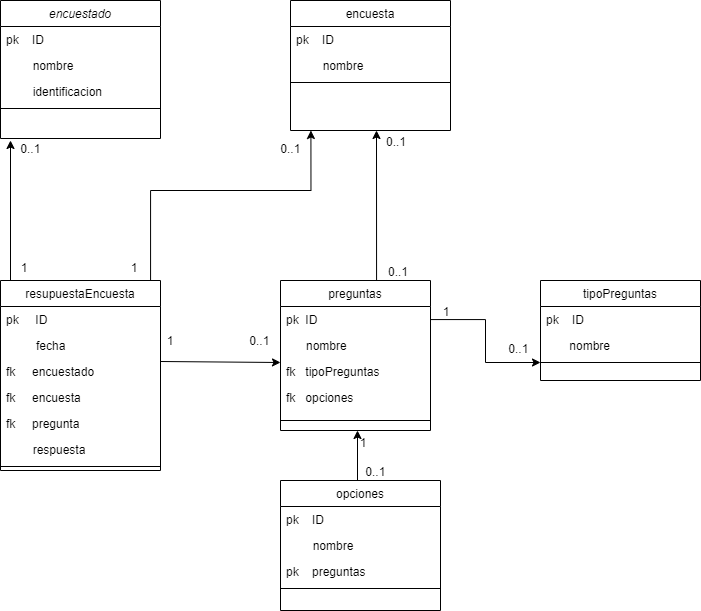 encuestado
pk ID
nombre
identificacion
encuesta
pk ID
nombre
0..1
0..1
0..1
1
1
0..1
resupuestaEncuesta
pk ID
fecha
fk encuestado
fk encuesta
fk pregunta
respuesta
1
0..1
preguntas
pk ID
nombre
fk tipoPreguntas
fk opciones
1
0..1
tipoPreguntas
pk ID
nombre
1
0..1
opciones
pk ID
nombre
pk preguntas